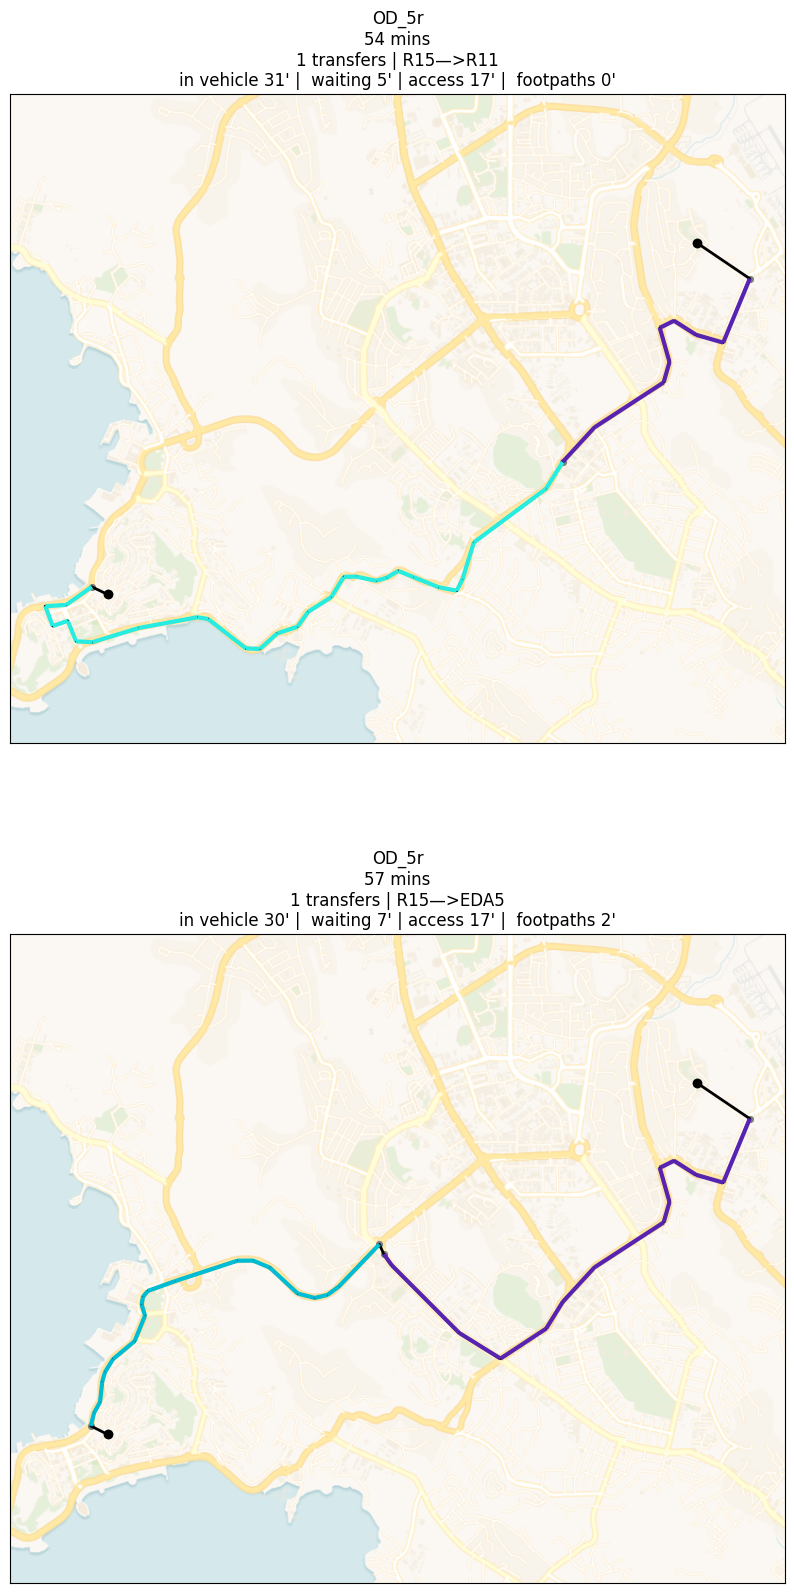 OD_5r
54 mins
1 transfers | R15—>R11
in vehicle 31' |  waiting 5' | access 17' |  footpaths 0'
OD_5r
57 mins
1 transfers | R15—>EDA5
in vehicle 30' |  waiting 7' | access 17' |  footpaths 2'